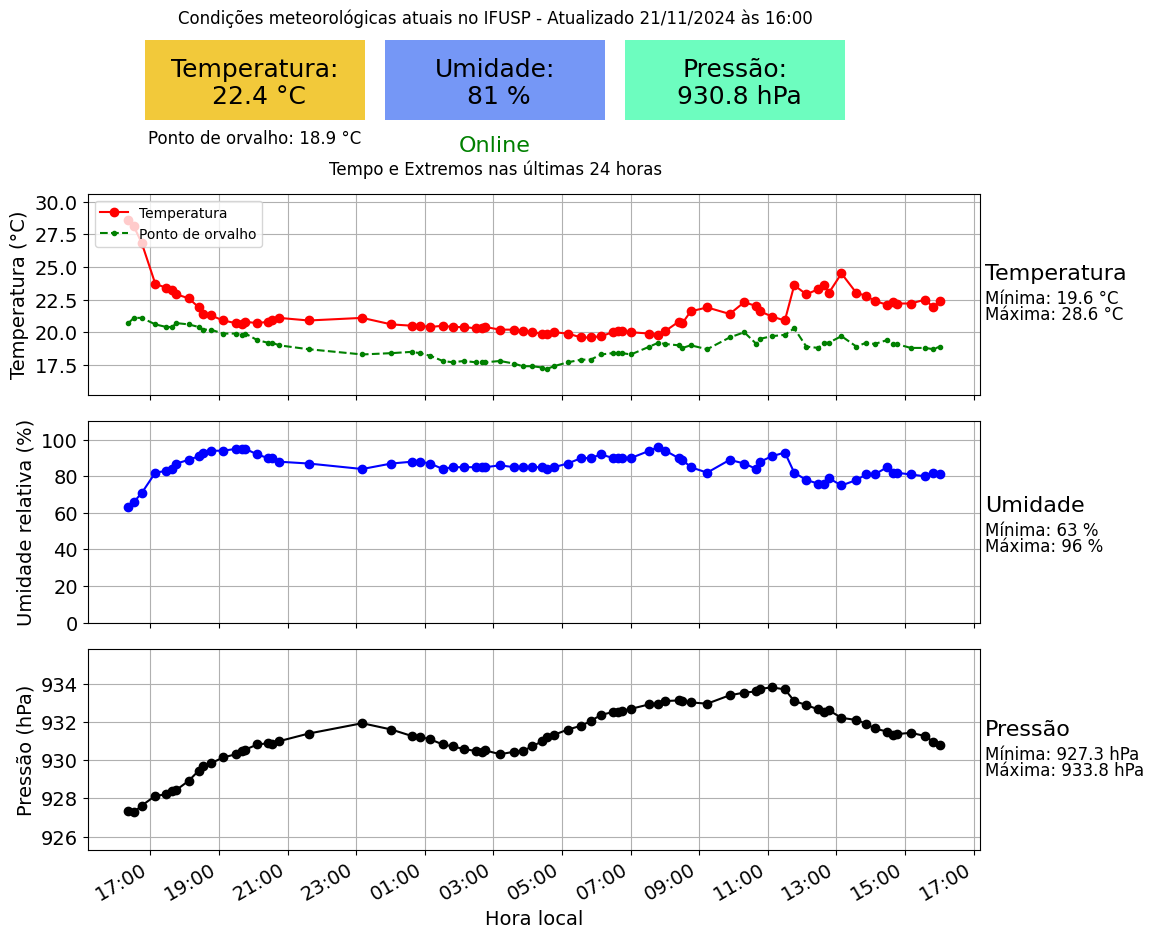 Condições meteorológicas atuais no IFUSP - Atualizado 21/11/2024 às 16:00
Temperatura:
22.4 °C
Umidade:
81 %
Pressão:
930.8 hPa
Ponto de orvalho: 18.9 °C
Online
Tempo e Extremos nas últimas 24 horas
Temperatura (°C)
30.0
27.5
25.0
22.5
20.0
17.5
Temperatura
Ponto de orvalho
Temperatura
Mínima: 19.6 °C
Máxima: 28.6 °C
Umidade relativa (%)
100
80
60
40
20
0
Umidade
Mínima: 63 %
Máxima: 96 %
Pressão (hPa)
934
932
930
928
926
Pressão
Mínima: 927.3 hPa
Máxima: 933.8 hPa
17:00 19:00 21:00 23:00 01:00 03:00 05:00 07:00 09:00 11:00 13:00 15:00 17:00
Hora local